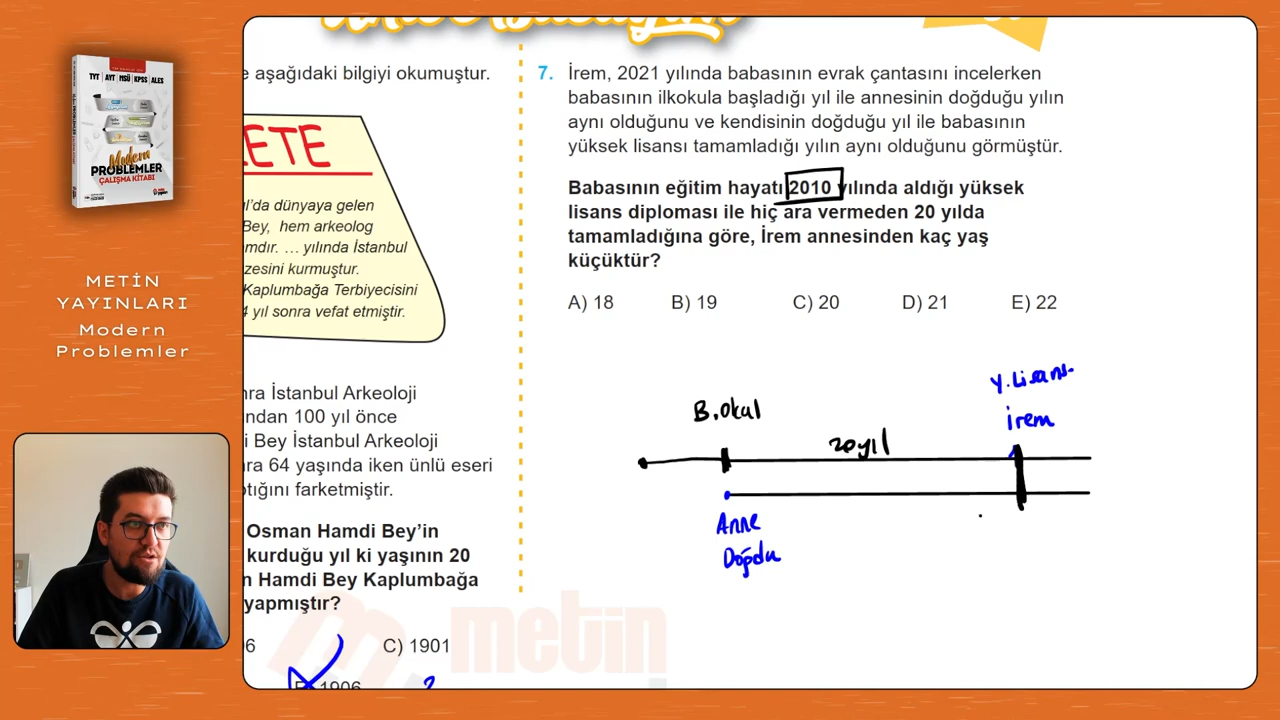 TYT AYT MSÜ KPSS ALES
Modern
PROBLEMLER
ÇALIŞMA KİTABI
METİN
YAYINLARI
Modern
Problemler
e aşağıdaki bilgiyi okumuştur.
ETE
ul’da dünyaya gelen
Bey, hem arkeolog
amdır. … yılında İstanbul
zesini kurmuştur.
Kaplumbağa Terbiyecisini
4 yıl sonra vefat etmiştir.
nra İstanbul Arkeoloji
ından 100 yıl önce
i Bey İstanbul Arkeoloji
ra 64 yaşında iken ünlü eseri
ptığını farketmiştir.
Osman Hamdi Bey’in
kurduğu yıl ki yaşının 20
n Hamdi Bey Kaplumbağa
yapmıştır?
C) 1901
1906
7. İrem, 2021 yılında babasının evrak çantasını incelerken
babasının ilkokula başladığı yıl ile annesinin doğduğu yılın
aynı olduğunu ve kendisinin doğduğu yıl ile babasının
yüksek lisansı tamamladığı yılın aynı olduğunu görmüştür.
Babasının eğitim hayatı 2010 yılında aldığı yüksek
lisans diploması ile hiç ara vermeden 20 yılda
tamamladığına göre, İrem annesinden kaç yaş
küçüktür?
A) 18 B) 19 C) 20 D) 21 E) 22
Y. Lisans.
B. Okul İrem
20 yıl
Anne
Doğdu
metin